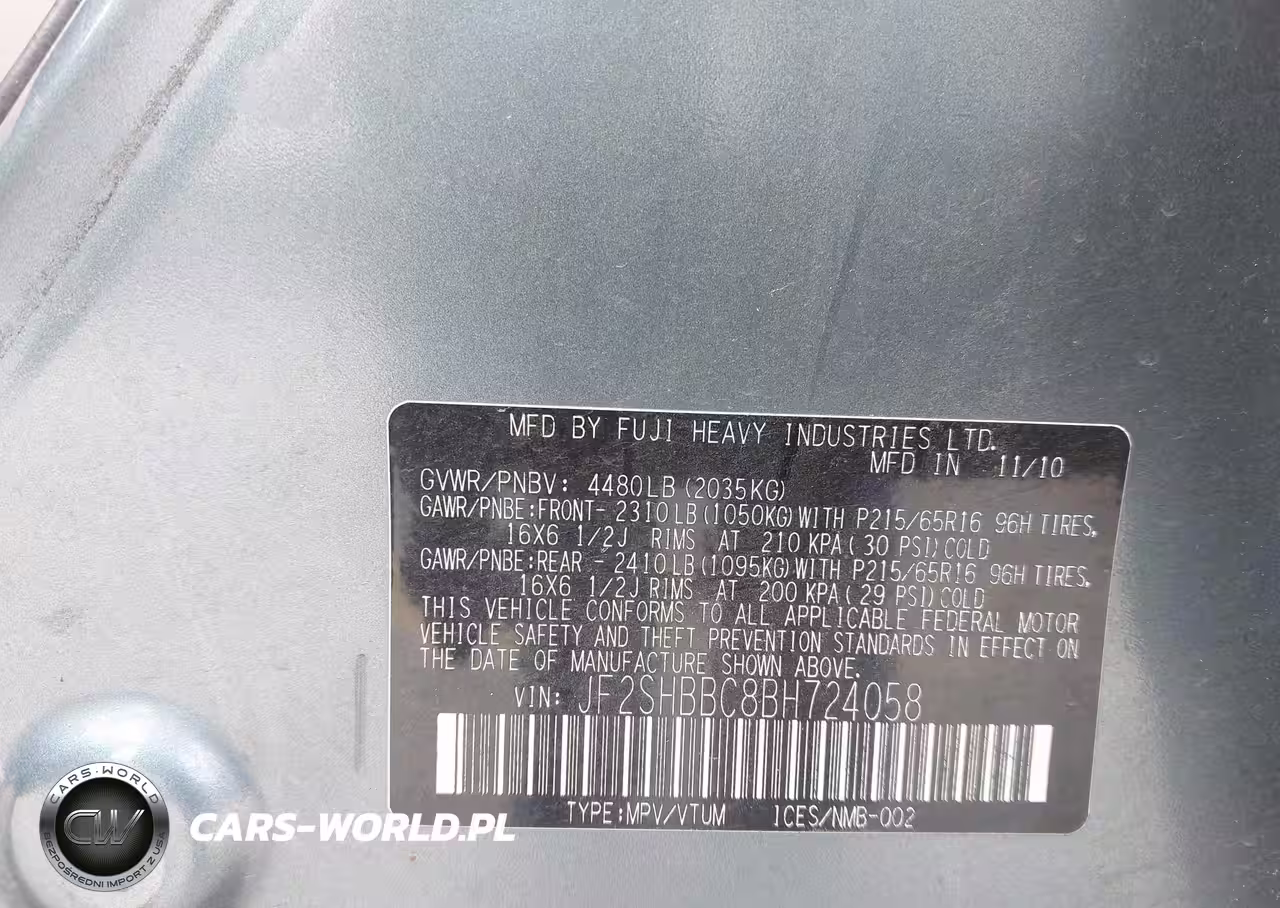 MFD BY FUJI HEAVY INDUSTRIES LTD.
MFD IN 11/10
GVWR/PNBV: 4480LB (2035KG)
GAWR/PNBE:FRONT- 2310LB(1050KG)WITH P215/65R16 96H TIRES,
16X6 1/2J RIMS AT 210 KPA( 30 PSI)COLD
GAWR/PNBE:REAR - 2410LB(1095KG)WITH P215/65R16 96H TIRES,
16X6 1/2J RIMS AT 200 KPA( 29 PSI)COLD
THIS VEHICLE CONFORMS TO ALL APPLICABLE FEDERAL MOTOR
VEHICLE SAFETY AND THEFT PREVENTION STANDARDS IN EFFECT ON
THE DATE OF MANUFACTURE SHOWN ABOVE.
VIN: JF2SHBBC8BH724058
TYPE:MPV/VTUM ICES/NMB-002
CARS-WORLD
CW
BEZPOŚREDNI IMPORT Z USA
CARS-WORLD.PL